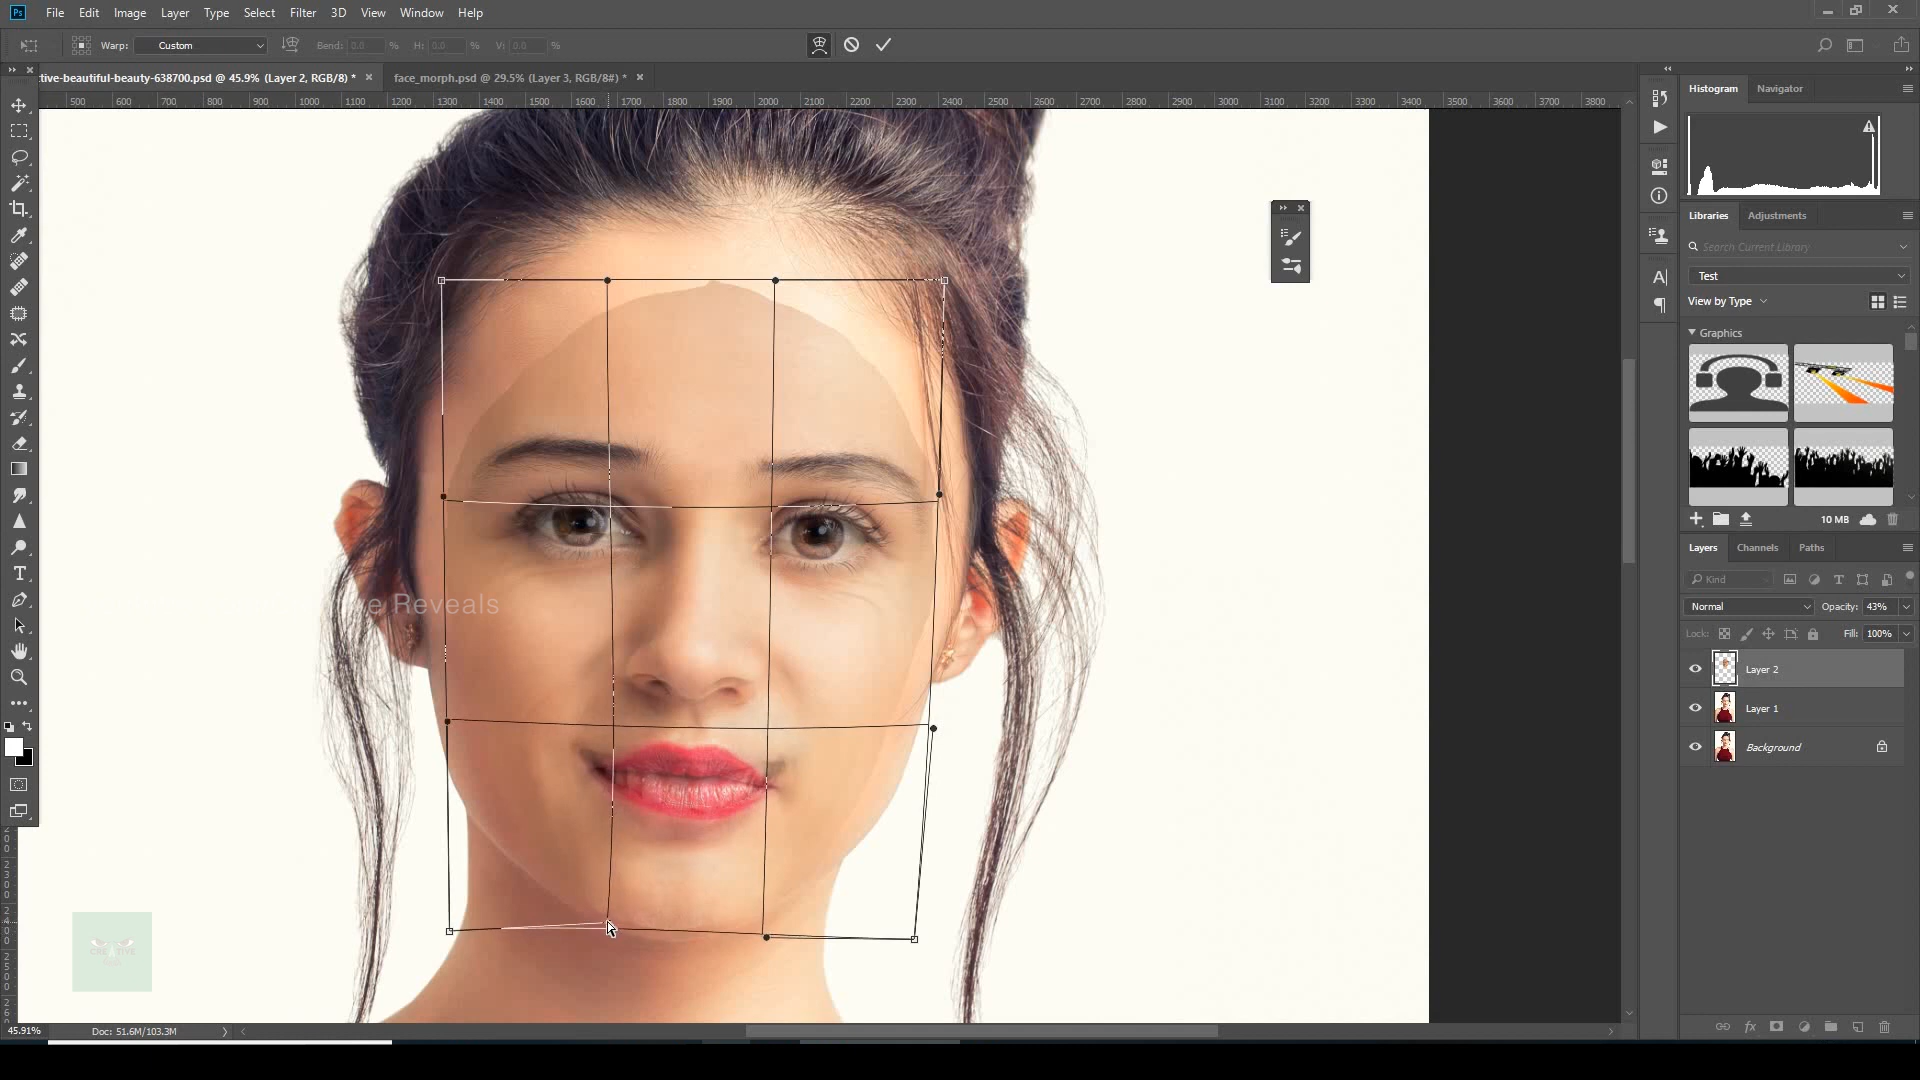 Ps File Edit Image Layer Type Select Filter 3D View Window Help
Warp: Custom Bend: 0.0 % H: 0.0 % V: 0.0 %
tive-beautiful-beauty-638700.psd @ 45.9% (Layer 2, RGB/8) * × face_morph.psd @ 29.5% (Layer 3, RGB/8#) * ×
500 600 700 800 900 1000 1100 1200 1300 1400 1500 1600 1700 1800 1900 2000 2100 2200 2300 2400 2500 2600 2700 2800 2900 3000 3100 3200 3300 3400 3500 3600 3700 3800
Histogram Navigator
Libraries Adjustments
Search Current Library
Test
View by Type
Graphics
10 MB
Layers Channels Paths
Kind
Normal Opacity: 43%
Lock: Fill: 100%
Layer 2
Layer 1
Background
Reveals
45.91% Doc: 51.6M/103.3M